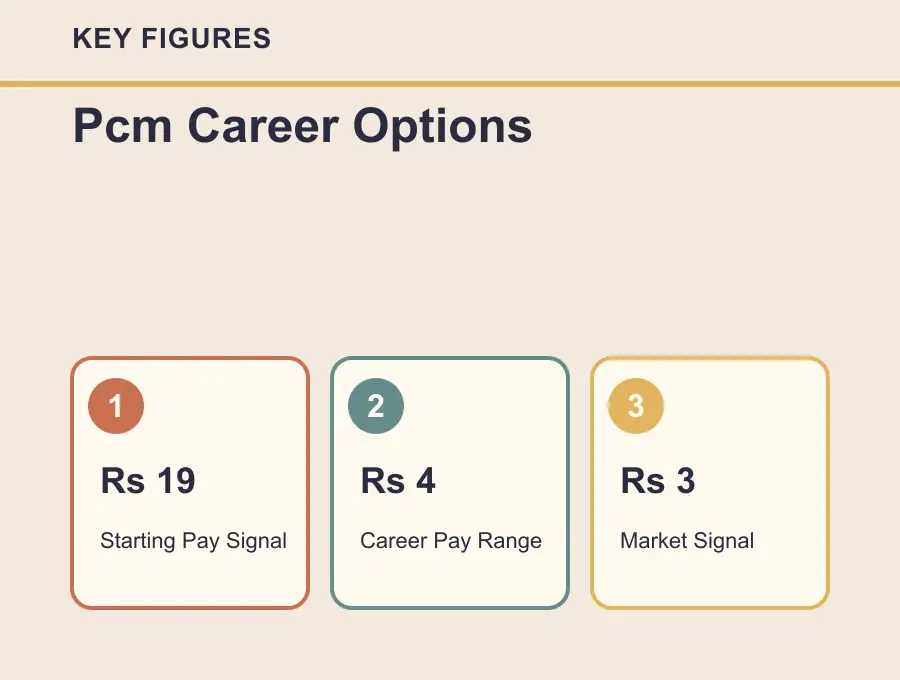 KEY FIGURES
Pcm Career Options
1
Rs 19
Starting Pay Signal
2
Rs 4
Career Pay Range
3
Rs 3
Market Signal